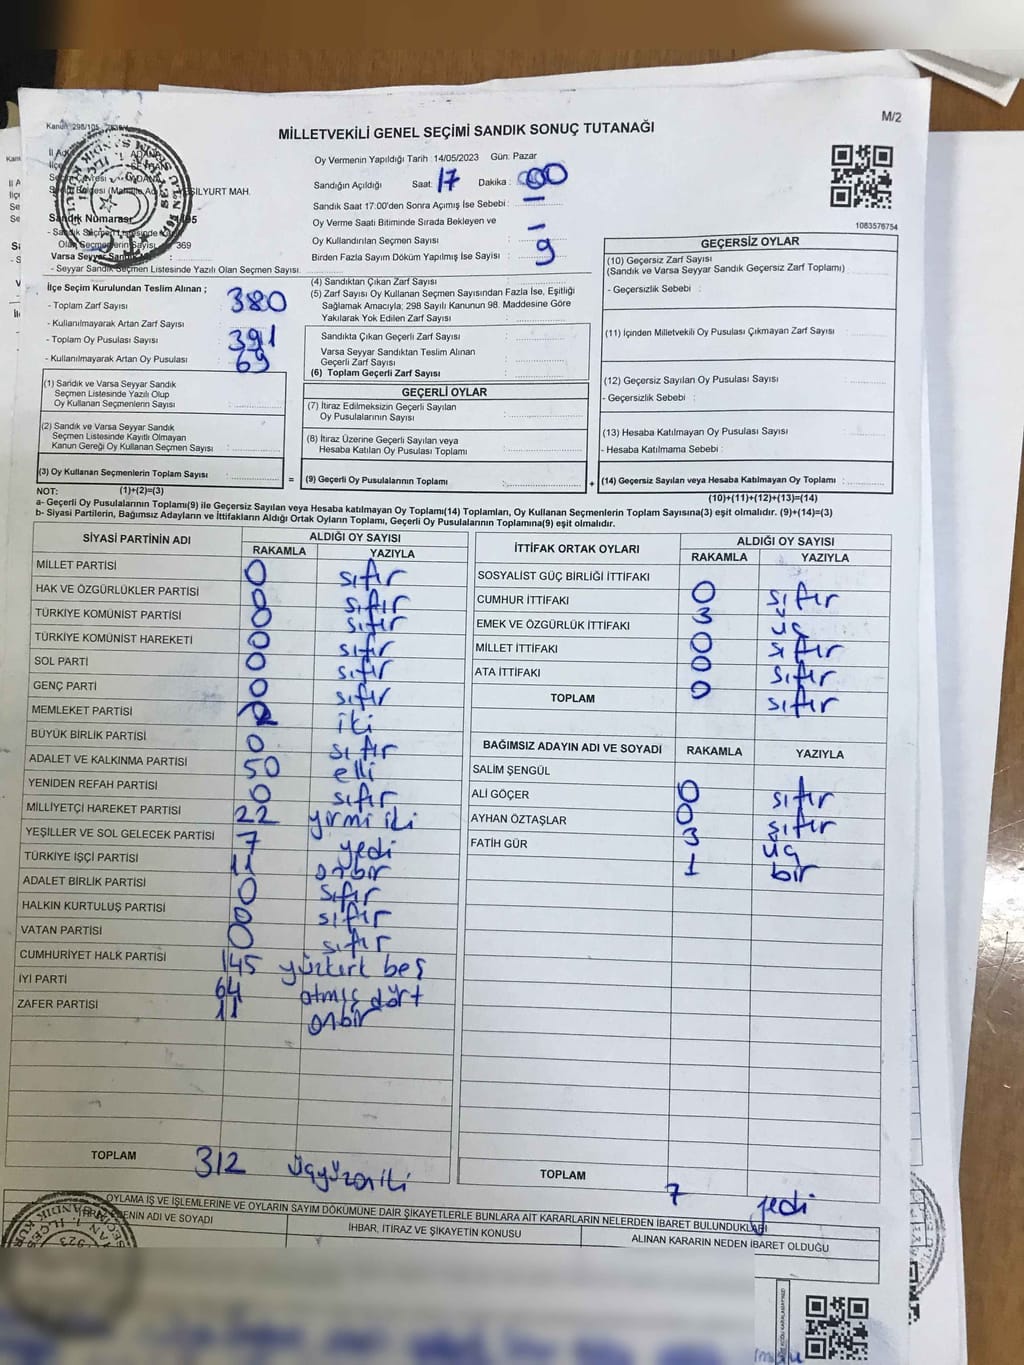 M/2
Kanun 298/105
MİLLETVEKİLİ GENEL SEÇİMİ SANDIK SONUÇ TUTANAĞI
Oy Vermenin Yapıldığı Tarih 14/05/2023 Gün: Pazar
Sandığın Açıldığı Saat: 17 Dakika: 00
Sandık Saat 17:00'den Sonra Açımış İse Sebebi : –
Oy Verme Saati Bitiminde Sırada Bekleyen ve
Oy Kullandırılan Seçmen Sayısı –
Birden Fazla Sayım Döküm Yapılmış İse Sayısı : 9
YEŞİLYURT MAH.
Sandık Numarası
Olan Seçmenlerin Sayısı : 369
Varsa Seyyar
- Seyyar Sandık Seçmen Listesinde Yazılı Olan Seçmen Sayısı.
1083576754
İlçe Seçim Kurulundan Teslim Alınan ;
- Toplam Zarf Sayısı 380
- Kullanılmayarak Artan Zarf Sayısı
- Toplam Oy Pusulası Sayısı 391
- Kullanılmayarak Artan Oy Pusulası 69
(1) Sandık ve Varsa Seyyar Sandık
Seçmen Listesinde Yazılı Olup
Oy Kullanan Seçmenlerin Sayısı :
(2) Sandık ve Varsa Seyyar Sandık
Seçmen Listesinde Kayıtlı Olmayan
Kanun Gereği Oy Kullanan Seçmen Sayısı :
(3) Oy Kullanan Seçmenlerin Toplam Sayısı :
(1)+(2)=(3)
(4) Sandıktan Çıkan Zarf Sayısı
(5) Zarf Sayısı Oy Kullanan Seçmen Sayısından Fazla İse, Eşitliği
Sağlamak Amacıyla; 298 Sayılı Kanunun 98. Maddesine Göre
Yakılarak Yok Edilen Zarf Sayısı :
Sandıkta Çıkan Geçerli Zarf Sayısı :
Varsa Seyyar Sandıktan Teslim Alınan
Geçerli Zarf Sayısı :
(6) Toplam Geçerli Zarf Sayısı :
GEÇERLİ OYLAR
(7) İtiraz Edilmeksizin Geçerli Sayılan
Oy Pusulalarının Sayısı :
(8) İtiraz Üzerine Geçerli Sayılan veya
Hesaba Katılan Oy Pusulası Toplamı :
= (9) Geçerli Oy Pusulalarının Toplamı :
GEÇERSİZ OYLAR
(10) Geçersiz Zarf Sayısı
(Sandık ve Varsa Seyyar Sandık Geçersiz Zarf Toplamı)
- Geçersizlik Sebebi :
(11) İçinden Milletvekili Oy Pusulası Çıkmayan Zarf Sayısı :
(12) Geçersiz Sayılan Oy Pusulası Sayısı :
- Geçersizlik Sebebi :
(13) Hesaba Katılmayan Oy Pusulası Sayısı :
- Hesaba Katılmama Sebebi :
+ (14) Geçersiz Sayılan veya Hesaba Katılmayan Oy Toplamı :
(10)+(11)+(12)+(13)=(14)
NOT:
a- Geçerli Oy Pusulalarının Toplamı(9) ile Geçersiz Sayılan veya Hesaba katılmayan Oy Toplamı(14) Toplamları, Oy Kullanan Seçmenlerin Toplam Sayısına(3) eşit olmalıdır. (9)+(14)=(3)
b- Siyasi Partilerin, Bağımsız Adayların ve İttifakların Aldığı Ortak Oyların Toplamı, Geçerli Oy Pusulalarının Toplamına(9) eşit olmalıdır.
SİYASİ PARTİNİN ADI ALDIĞI OY SAYISI
RAKAMLA YAZIYLA
MİLLET PARTİSİ 0 sıfır
HAK VE ÖZGÜRLÜKLER PARTİSİ 0 sıfır
TÜRKİYE KOMÜNİST PARTİSİ 0 sıfır
TÜRKİYE KOMÜNİST HAREKETİ 0 sıfır
SOL PARTİ 0 sıfır
GENÇ PARTİ 0 sıfır
MEMLEKET PARTİSİ 2 iki
BÜYÜK BİRLİK PARTİSİ 0 sıfır
ADALET VE KALKINMA PARTİSİ 50 elli
YENİDEN REFAH PARTİSİ 0 sıfır
MİLLİYETÇİ HAREKET PARTİSİ 22 yirmi iki
YEŞİLLER VE SOL GELECEK PARTİSİ 7 yedi
TÜRKİYE İŞÇİ PARTİSİ 11 onbir
ADALET BİRLİK PARTİSİ 0 sıfır
HALKIN KURTULUŞ PARTİSİ 0 sıfır
VATAN PARTİSİ 0 sıfır
CUMHURİYET HALK PARTİSİ 145 yüzkırk beş
İYİ PARTİ 64 atmış dört
ZAFER PARTİSİ 11 onbir
TOPLAM 312 üçyüzoniki
İTTİFAK ORTAK OYLARI ALDIĞI OY SAYISI
RAKAMLA YAZIYLA
SOSYALİST GÜÇ BİRLİĞİ İTTİFAKI 0 sıfır
CUMHUR İTTİFAKI 3 üç
EMEK VE ÖZGÜRLÜK İTTİFAKI 0 sıfır
MİLLET İTTİFAKI 0 sıfır
ATA İTTİFAKI 0 sıfır
TOPLAM
BAĞIMSIZ ADAYIN ADI VE SOYADI RAKAMLA YAZIYLA
SALİM ŞENGÜL 0 sıfır
ALİ GÖÇER 0 sıfır
AYHAN ÖZTAŞLAR 3 üç
FATİH GÜR 1 bir
TOPLAM 7 yedi
OYLAMA İŞ VE İŞLEMLERİNE VE OYLARIN SAYIM DÖKÜMÜNE DAİR ŞİKAYETLERLE BUNLARA AİT KARARLARIN NELERDEN İBARET BULUNDUKLARI
EDENİN ADI VE SOYADI İHBAR, İTİRAZ VE ŞİKAYETİN KONUSU ALINAN KARARIN NEDEN İBARET OLDUĞU